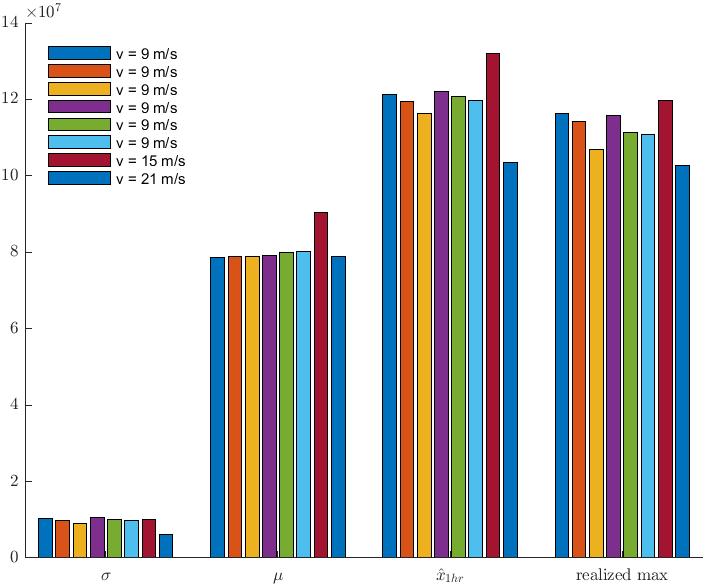 ×10⁷
14
12
10
8
6
4
2
0
v = 9 m/s
v = 9 m/s
v = 9 m/s
v = 9 m/s
v = 9 m/s
v = 9 m/s
v = 15 m/s
v = 21 m/s
σ μ x̂₁ₕᵣ realized max